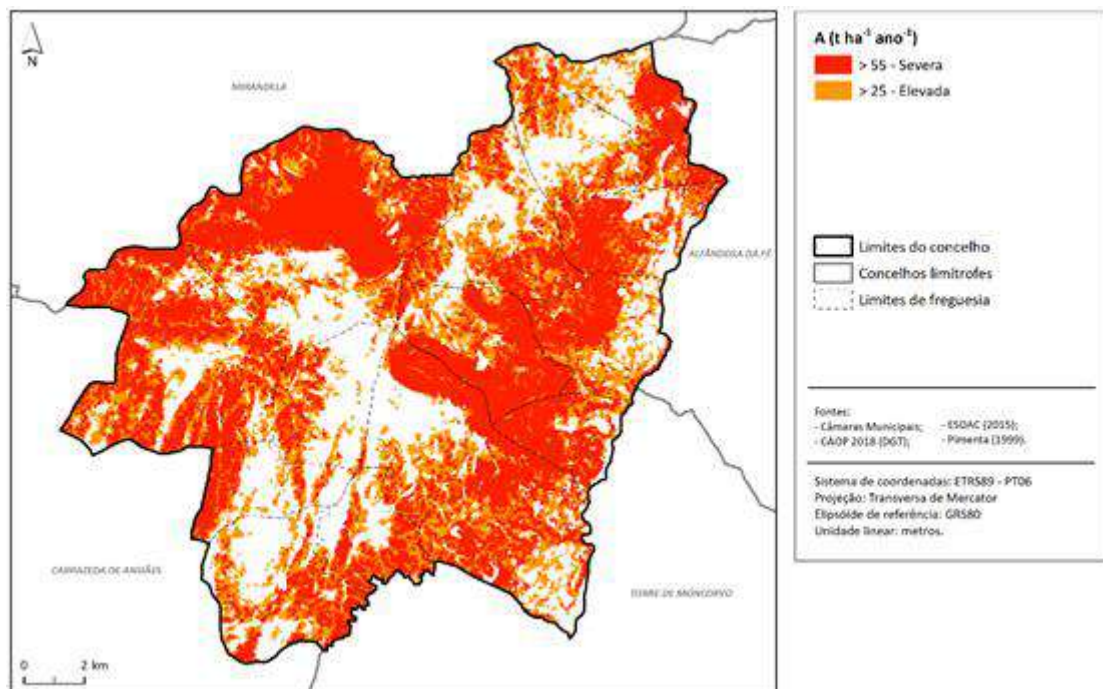 N
MIRANDELA
ALFÂNDEGA DA FÉ
CARRAZEDA DE ANSIÃES
TORRE DE MONCORVO
0 2 km
A (t ha⁻¹ ano⁻¹)
> 55 - Severa
> 25 - Elevada
Limites do concelho
Concelhos limítrofes
Limites de freguesia
Fontes:
- Câmaras Municipais; - ESDAC (2015);
- CAOP 2018 (DGT); - Pimenta (1999).
Sistema de coordenadas: ETRS89 - PT06
Projeção: Transversa de Mercator
Elipsóide de referência: GRS80
Unidade linear: metros.